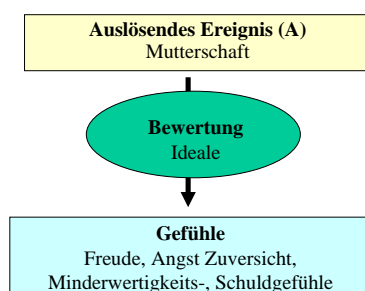 Auslösendes Ereignis (A)
Mutterschaft
Bewertung
Ideale
Gefühle
Freude, Angst Zuversicht,
Minderwertigkeits-, Schuldgefühle